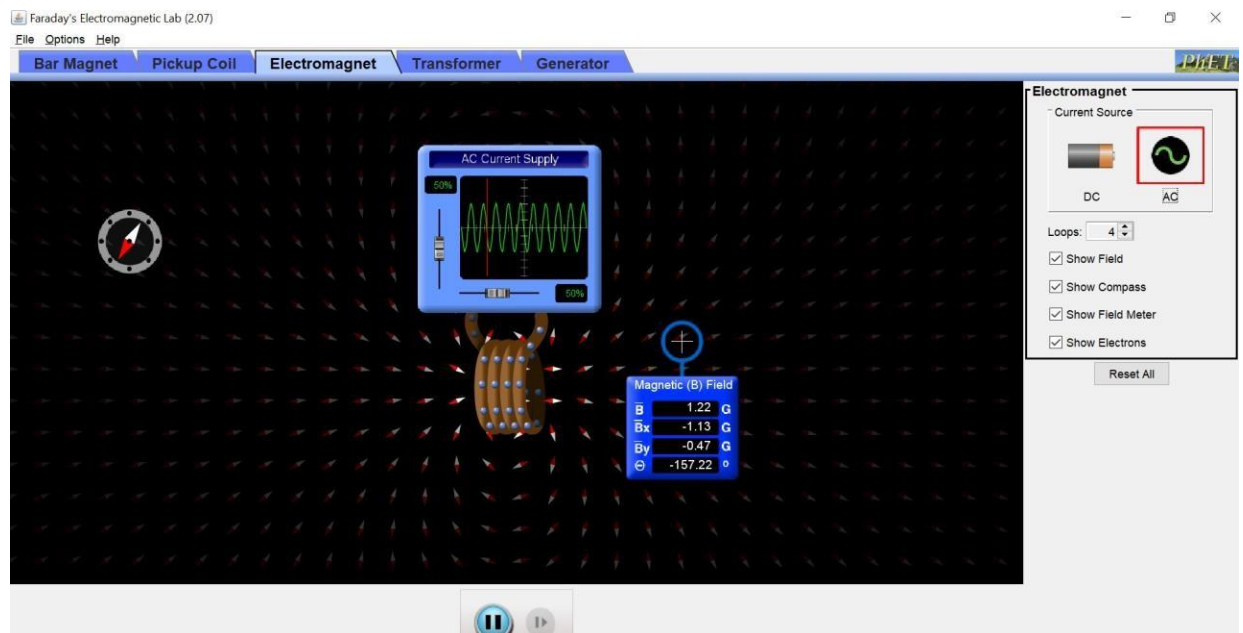 Faraday's Electromagnetic Lab (2.07)
File Options Help
Bar Magnet Pickup Coil Electromagnet Transformer Generator
PhET
Electromagnet
Current Source
DC AC
Loops: 4
Show Field
Show Compass
Show Field Meter
Show Electrons
Reset All
AC Current Supply
50%
50%
Magnetic (B) Field
B 1.22 G
Bx -1.13 G
By -0.47 G
Θ -157.22 º